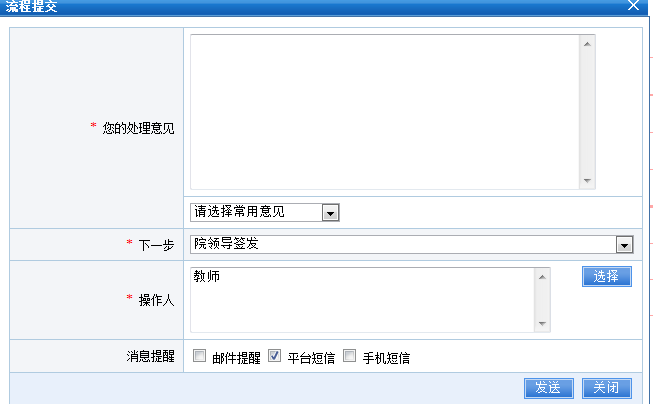 流程提交
* 您的处理意见
请选择常用意见
* 下一步 院领导签发
* 操作人 教师 选择
消息提醒 邮件提醒 平台短信 手机短信
发送 关闭